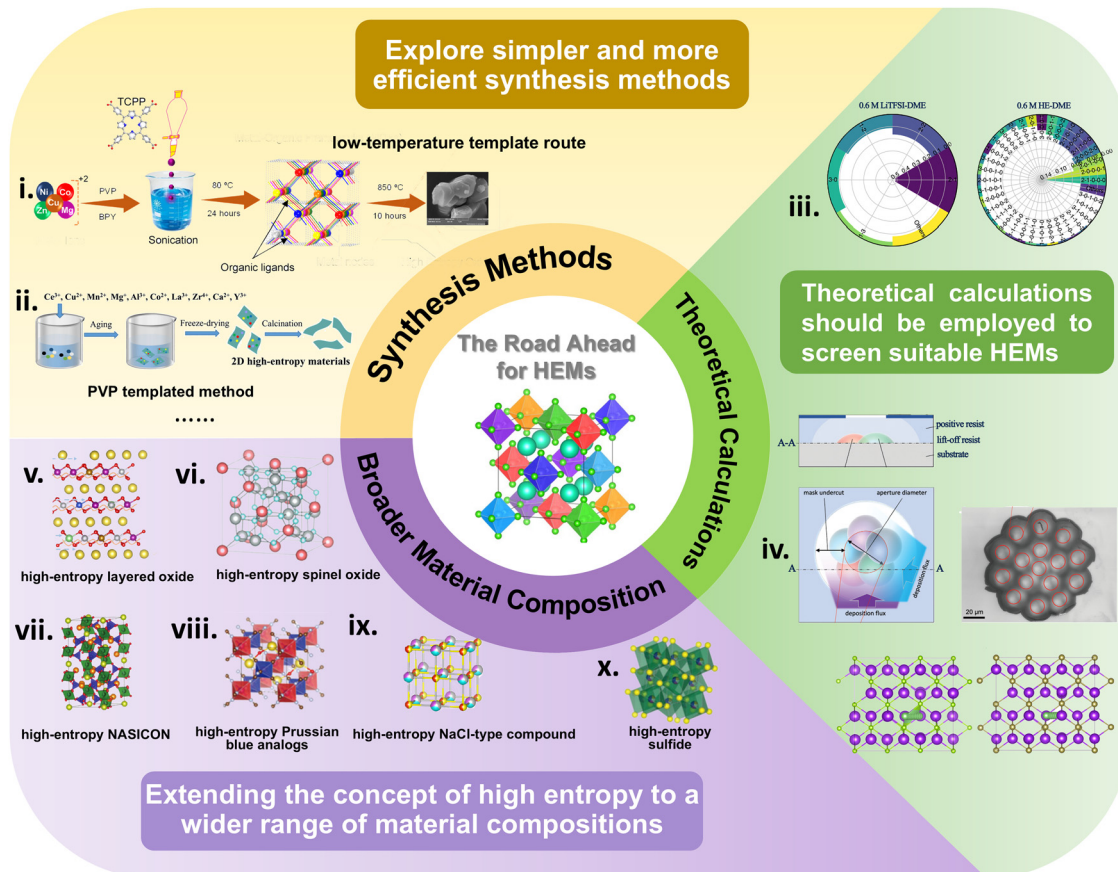 Explore simpler and more
efficient synthesis methods
TCPP
low-temperature template route
i.
Ni
Co
Cu
Zn
Mg
+2
PVP
BPY
Sonication
80 ℃
24 hours
Organic ligands
850 ℃
10 hours
ii.
Ce³⁺, Cu²⁺, Mn²⁺, Mg²⁺, Al³⁺, Co²⁺, La³⁺, Zr⁴⁺, Ca²⁺, Y³⁺
Aging
Freeze-drying
Calcination
2D high-entropy materials
PVP templated method
......
Synthesis Methods
Theoretical Calculations
Broader Material Composition
The Road Ahead
for HEMs
0.6 M LiTFSI-DME
0.6 M HE-DME
iii.
3-0
Others
Theoretical calculations
should be employed to
screen suitable HEMs
positive resist
A-A
lift-off resist
substrate
iv.
mask undercut
aperture diameter
A
A
deposition flux
deposition flux
20 μm
v.
high-entropy layered oxide
vi.
high-entropy spinel oxide
vii.
high-entropy NASICON
viii.
high-entropy Prussian
blue analogs
ix.
high-entropy NaCl-type compound
x.
high-entropy
sulfide
Extending the concept of high entropy to a
wider range of material compositions